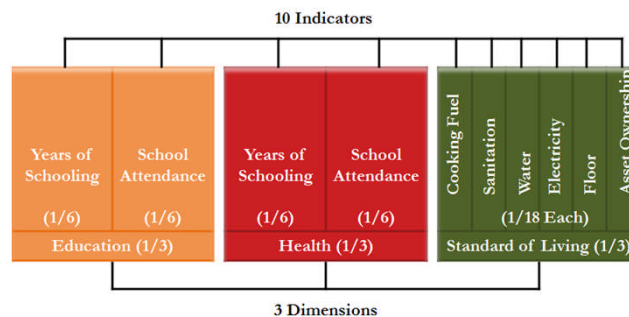 10 Indicators
Years of
Schooling
(1/6)
School
Attendance
(1/6)
Education (1/3)
Years of
Schooling
(1/6)
School
Attendance
(1/6)
Health (1/3)
Cooking Fuel
Sanitation
Water
Electricity
Floor
Asset Ownership
(1/18 Each)
Standard of Living (1/3)
3 Dimensions